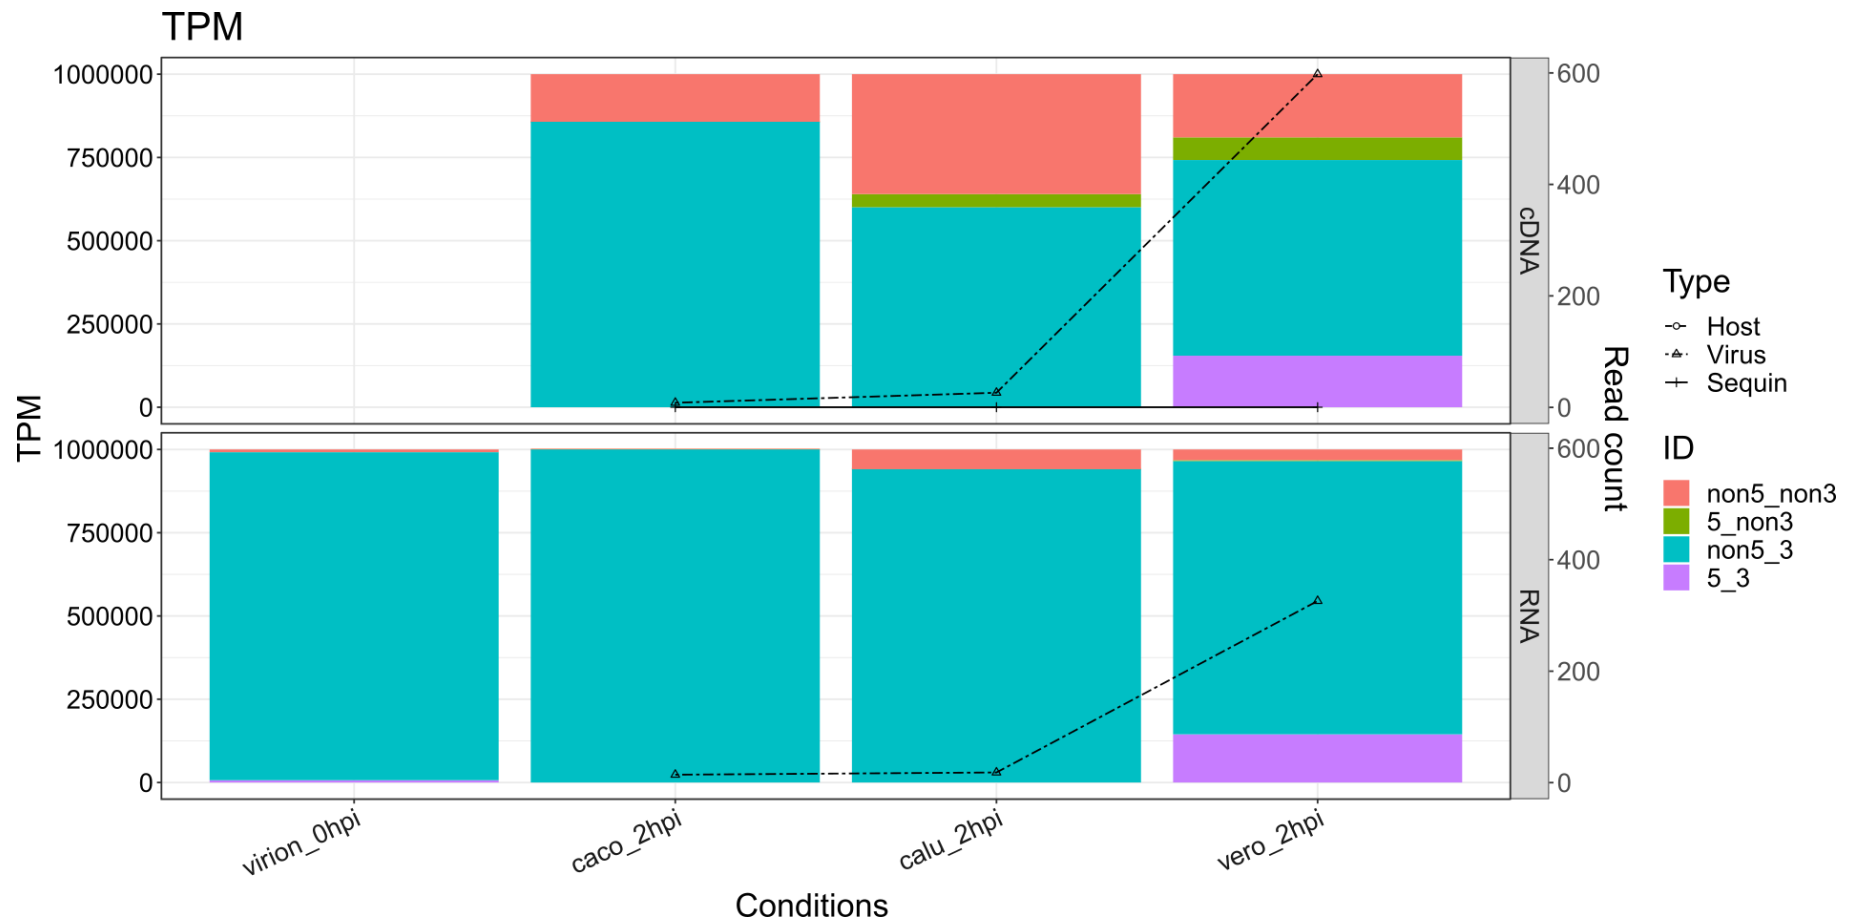 TPM
TPM
1000000
750000
500000
250000
0
600
400
200
0
cDNA
1000000
750000
500000
250000
0
600
400
200
0
RNA
Read count
virion_0hpi
caco_2hpi
calu_2hpi
vero_2hpi
Conditions
Type
Host
Virus
Sequin
ID
non5_non3
5_non3
non5_3
5_3